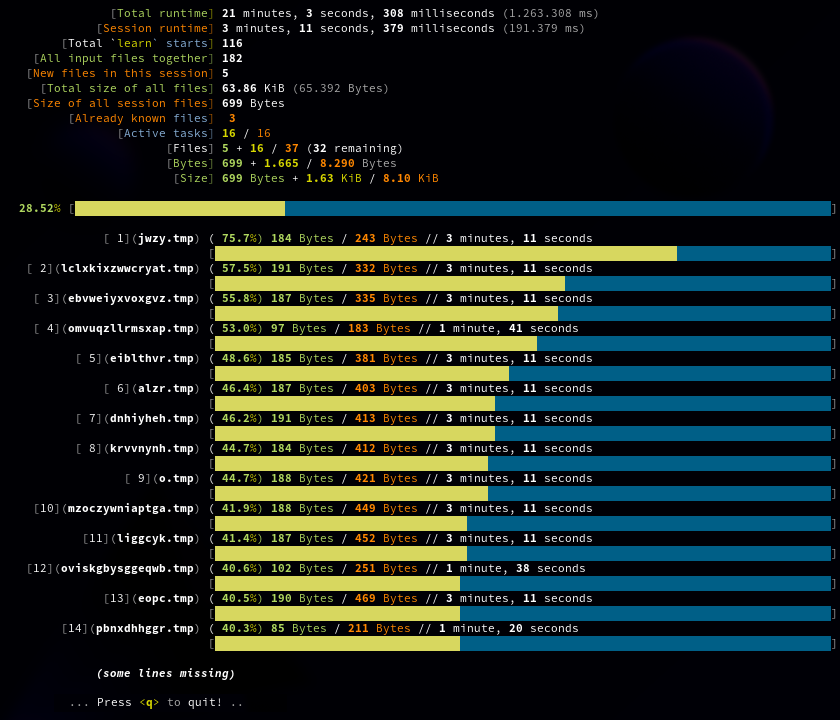 [Total runtime] 21 minutes, 3 seconds, 308 milliseconds (1.263.308 ms)
[Session runtime] 3 minutes, 11 seconds, 379 milliseconds (191.379 ms)
[Total `learn` starts] 116
[All input files together] 182
[New files in this session] 5
[Total size of all files] 63.86 KiB (65.392 Bytes)
[Size of all session files] 699 Bytes
[Already known files] 3
[Active tasks] 16 / 16
[Files] 5 + 16 / 37 (32 remaining)
[Bytes] 699 + 1.665 / 8.290 Bytes
[Size] 699 Bytes + 1.63 KiB / 8.10 KiB
28.52% [ ]
[ 1](jwzy.tmp) ( 75.7%) 184 Bytes / 243 Bytes // 3 minutes, 11 seconds
[ ]
[ 2](lclxkixzwwcryat.tmp) ( 57.5%) 191 Bytes / 332 Bytes // 3 minutes, 11 seconds
[ ]
[ 3](ebvweiyxvoxgvz.tmp) ( 55.8%) 187 Bytes / 335 Bytes // 3 minutes, 11 seconds
[ ]
[ 4](omvuqzllrmsxap.tmp) ( 53.0%) 97 Bytes / 183 Bytes // 1 minute, 41 seconds
[ ]
[ 5](eiblthvr.tmp) ( 48.6%) 185 Bytes / 381 Bytes // 3 minutes, 11 seconds
[ ]
[ 6](alzr.tmp) ( 46.4%) 187 Bytes / 403 Bytes // 3 minutes, 11 seconds
[ ]
[ 7](dnhiyheh.tmp) ( 46.2%) 191 Bytes / 413 Bytes // 3 minutes, 11 seconds
[ ]
[ 8](krvvnynh.tmp) ( 44.7%) 184 Bytes / 412 Bytes // 3 minutes, 11 seconds
[ ]
[ 9](o.tmp) ( 44.7%) 188 Bytes / 421 Bytes // 3 minutes, 11 seconds
[ ]
[10](mzoczywniaptga.tmp) ( 41.9%) 188 Bytes / 449 Bytes // 3 minutes, 11 seconds
[ ]
[11](liggcyk.tmp) ( 41.4%) 187 Bytes / 452 Bytes // 3 minutes, 11 seconds
[ ]
[12](oviskgbysggeqwb.tmp) ( 40.6%) 102 Bytes / 251 Bytes // 1 minute, 38 seconds
[ ]
[13](eopc.tmp) ( 40.5%) 190 Bytes / 469 Bytes // 3 minutes, 11 seconds
[ ]
[14](pbnxdhhggr.tmp) ( 40.3%) 85 Bytes / 211 Bytes // 1 minute, 20 seconds
[ ]
(some lines missing)
... Press <q> to quit! ..